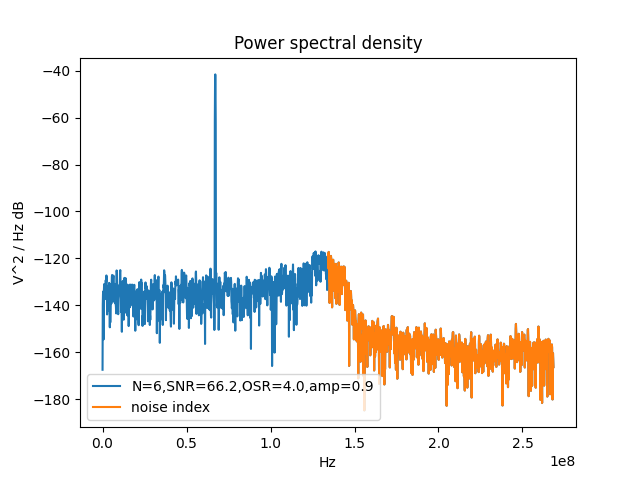 Power spectral density
V^2 / Hz dB
−40
−60
−80
−100
−120
−140
−160
−180
N=6,SNR=66.2,OSR=4.0,amp=0.9
noise index
0.0 0.5 1.0 1.5 2.0 2.5
1e8
Hz